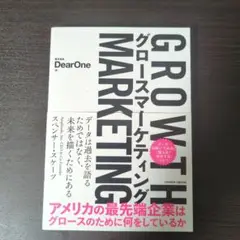 DearOne
GROWTH
MARKETING
グロースマーケティング
データは過去を語る
ためではなく、
未来を描くためにある
スペンサー・スケーツ
アメリカの最先端企業は
グロースのために何をしているか